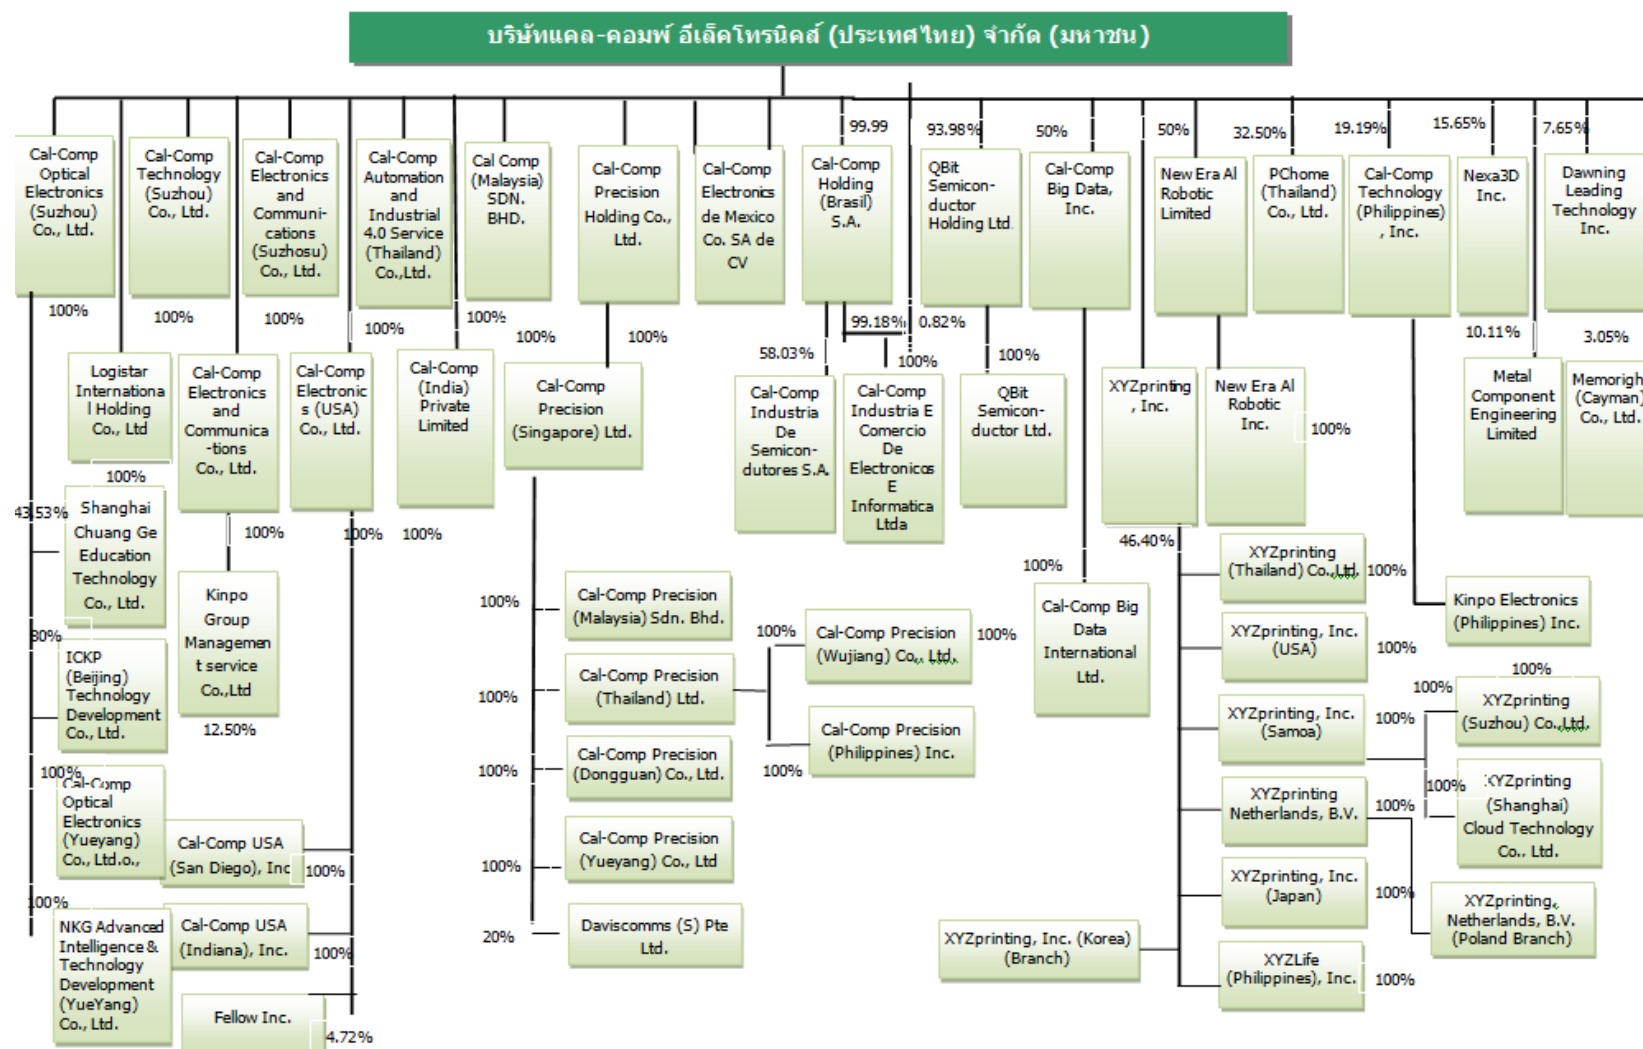 บริษัทแคล-คอมพ์ อีเล็คโทรนิคส์ (ประเทศไทย) จำกัด (มหาชน)
99.99
93.98%
50%
50%
32.50%
19.19%
15.65%
7.65%
Cal-Comp
Optical
Electronics
(Suzhou)
Co., Ltd.
Cal-Comp
Technology
(Suzhou)
Co., Ltd.
Cal-Comp
Electronics
and
Communi-
cations
(Suzhosu)
Co., Ltd.
Cal-Comp
Automation
and
Industrial
4.0 Service
(Thailand)
Co.,Ltd.
Cal Comp
(Malaysia)
SDN.
BHD.
Cal-Comp
Precision
Holding Co.,
Ltd.
Cal-Comp
Electronics
de Mexico
Co. SA de
CV
Cal-Comp
Holding
(Brasil)
S.A.
QBit
Semicon-
ductor
Holding Ltd.
Cal-Comp
Big Data,
Inc.
New Era AI
Robotic
Limited
PChome
(Thailand)
Co., Ltd.
Cal-Comp
Technology
(Philippines)
, Inc.
Nexa3D
Inc.
Dawning
Leading
Technology
Inc.
100%
100%
100%
100%
100%
100%
100%
99.18%
0.82%
58.03%
100%
100%
10.11%
3.05%
Logistar
Internationa
l Holding
Co., Ltd
Cal-Comp
Electronics
and
Communica
-tions
Co., Ltd.
Cal-Comp
Electronic
s (USA)
Co., Ltd.
Cal-Comp
(India)
Private
Limited
Cal-Comp
Precision
(Singapore) Ltd.
Cal-Comp
Industria
De
Semicon-
dutores S.A.
Cal-Comp
Industria E
Comercio
De
Electronicos
E
Informatica
Ltda
QBit
Semicon-
ductor Ltd.
XYZprinting
, Inc.
New Era AI
Robotic
Inc.
100%
Metal
Component
Engineering
Limited
Memorigh
(Cayman)
Co., Ltd.
100%
43.53%
100%
100%
100%
46.40%
Shanghai
Chuang Ge
Education
Technology
Co., Ltd.
80%
Kinpo
Group
Managemen
t service
Co.,Ltd
12.50%
ICKP
(Beijing)
Technology
Development
Co., Ltd.
100%
Cal-Comp
Optical
Electronics
(Yueyang)
Co., Ltd.o.,
100%
NKG Advanced
Intelligence &
Technology
Development
(YueYang)
Co., Ltd.
Cal-Comp USA
(San Diego), Inc
100%
Cal-Comp USA
(Indiana), Inc.
100%
Fellow Inc.
4.72%
100%
Cal-Comp Precision
(Malaysia) Sdn. Bhd.
100%
Cal-Comp Precision
(Thailand) Ltd.
100%
Cal-Comp Precision
(Dongguan) Co., Ltd.
100%
Cal-Comp Precision
(Yueyang) Co., Ltd
20%
Daviscomms (S) Pte
Ltd.
100%
Cal-Comp Precision
(Wujiang) Co., Ltd.
100%
Cal-Comp Precision
(Philippines) Inc.
100%
100%
Cal-Comp Big
Data
International
Ltd.
XYZprinting
(Thailand) Co.,Ltd.
100%
XYZprinting, Inc.
(USA)
100%
XYZprinting, Inc.
(Samoa)
100%
XYZprinting
Netherlands, B.V.
100%
XYZprinting, Inc.
(Japan)
100%
XYZprinting, Inc. (Korea)
(Branch)
XYZLife
(Philippines), Inc.
100%
Kinpo Electronics
(Philippines) Inc.
100%
100%
XYZprinting
(Suzhou) Co.,Ltd.
100%
XYZprinting
(Shanghai)
Cloud Technology
Co., Ltd.
XYZprinting,
Netherlands, B.V.
(Poland Branch)